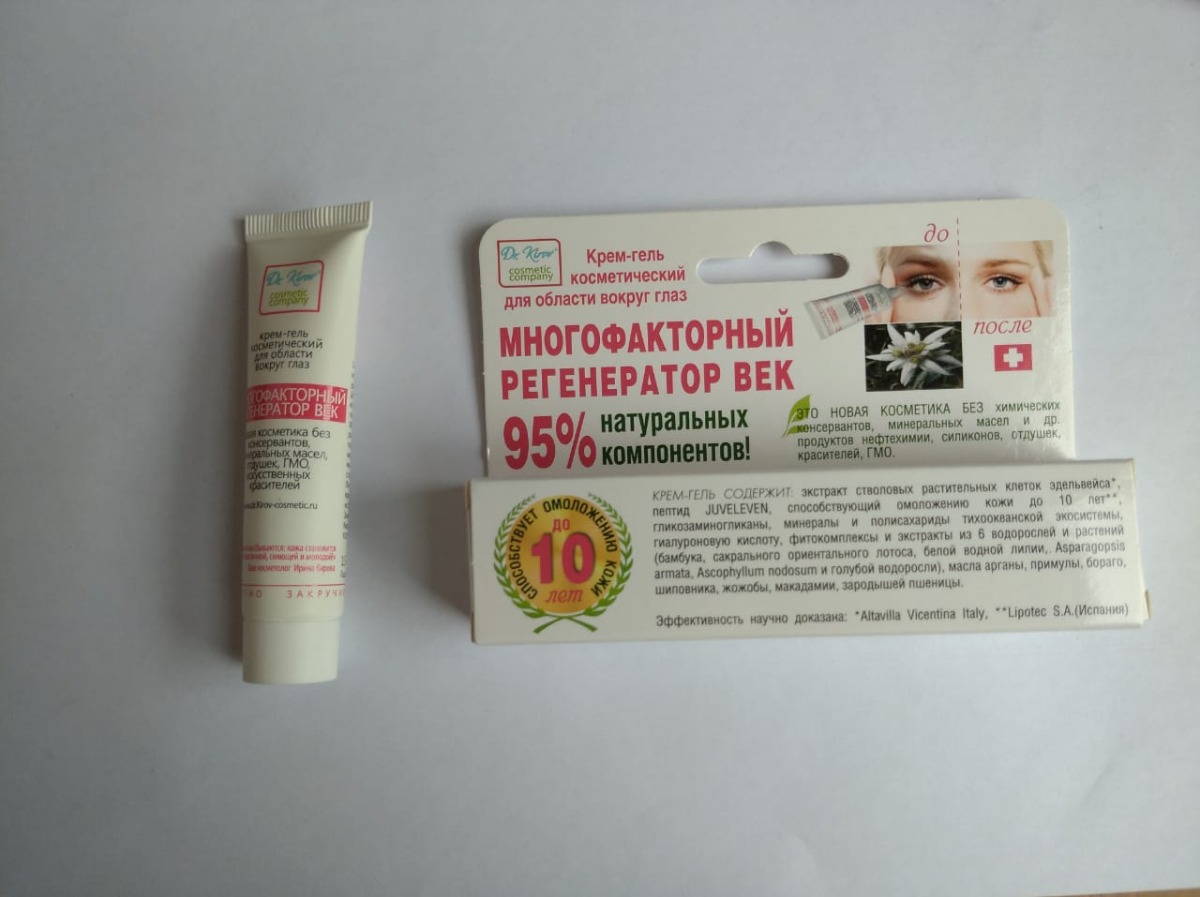 Dr. Kirov®
cosmetic
company
крем-гель
косметический
для области
вокруг глаз
ВЕК
косметика без
консервантов,
масел,
ГМО,
красителей
косметолог Ирина Кирова
Dr. Kirov®
cosmetic
company
Крем-гель
косметический
для области вокруг глаз
МНОГОФАКТОРНЫЙ
РЕГЕНЕРАТОР ВЕК
95% натуральных
компонентов!
до
после
ЭТО НОВАЯ КОСМЕТИКА БЕЗ химических
консервантов, минеральных масел и др.
продуктов нефтехимии, силиконов, отдушек,
красителей, ГМО.
СПОСОБСТВУЕТ ОМОЛОЖЕНИЮ КОЖИ
ДО
10
лет
КРЕМ-ГЕЛЬ СОДЕРЖИТ: экстракт стволовых растительных клеток эдельвейса*,
пептид JUVELEVEN, способствующий омоложению кожи до 10 лет**,
гликозаминогликаны, минералы и полисахариды тихоокеанской экосистемы,
гиалуроновую кислоту, фитокомплексы и экстракты из 6 водорослей и растений
(бамбука, сакрального ориентального лотоса, белой водной лилии, Asparagopsis
armata, Ascophyllum nodosum и голубой водоросли), масла арганы, примулы, бораго,
шиповника, жожобы, макадамии, зародышей пшеницы.
Эффективность научно доказана: *Altavilla Vicentina Italy, **Lipotec S.A.(Испания)